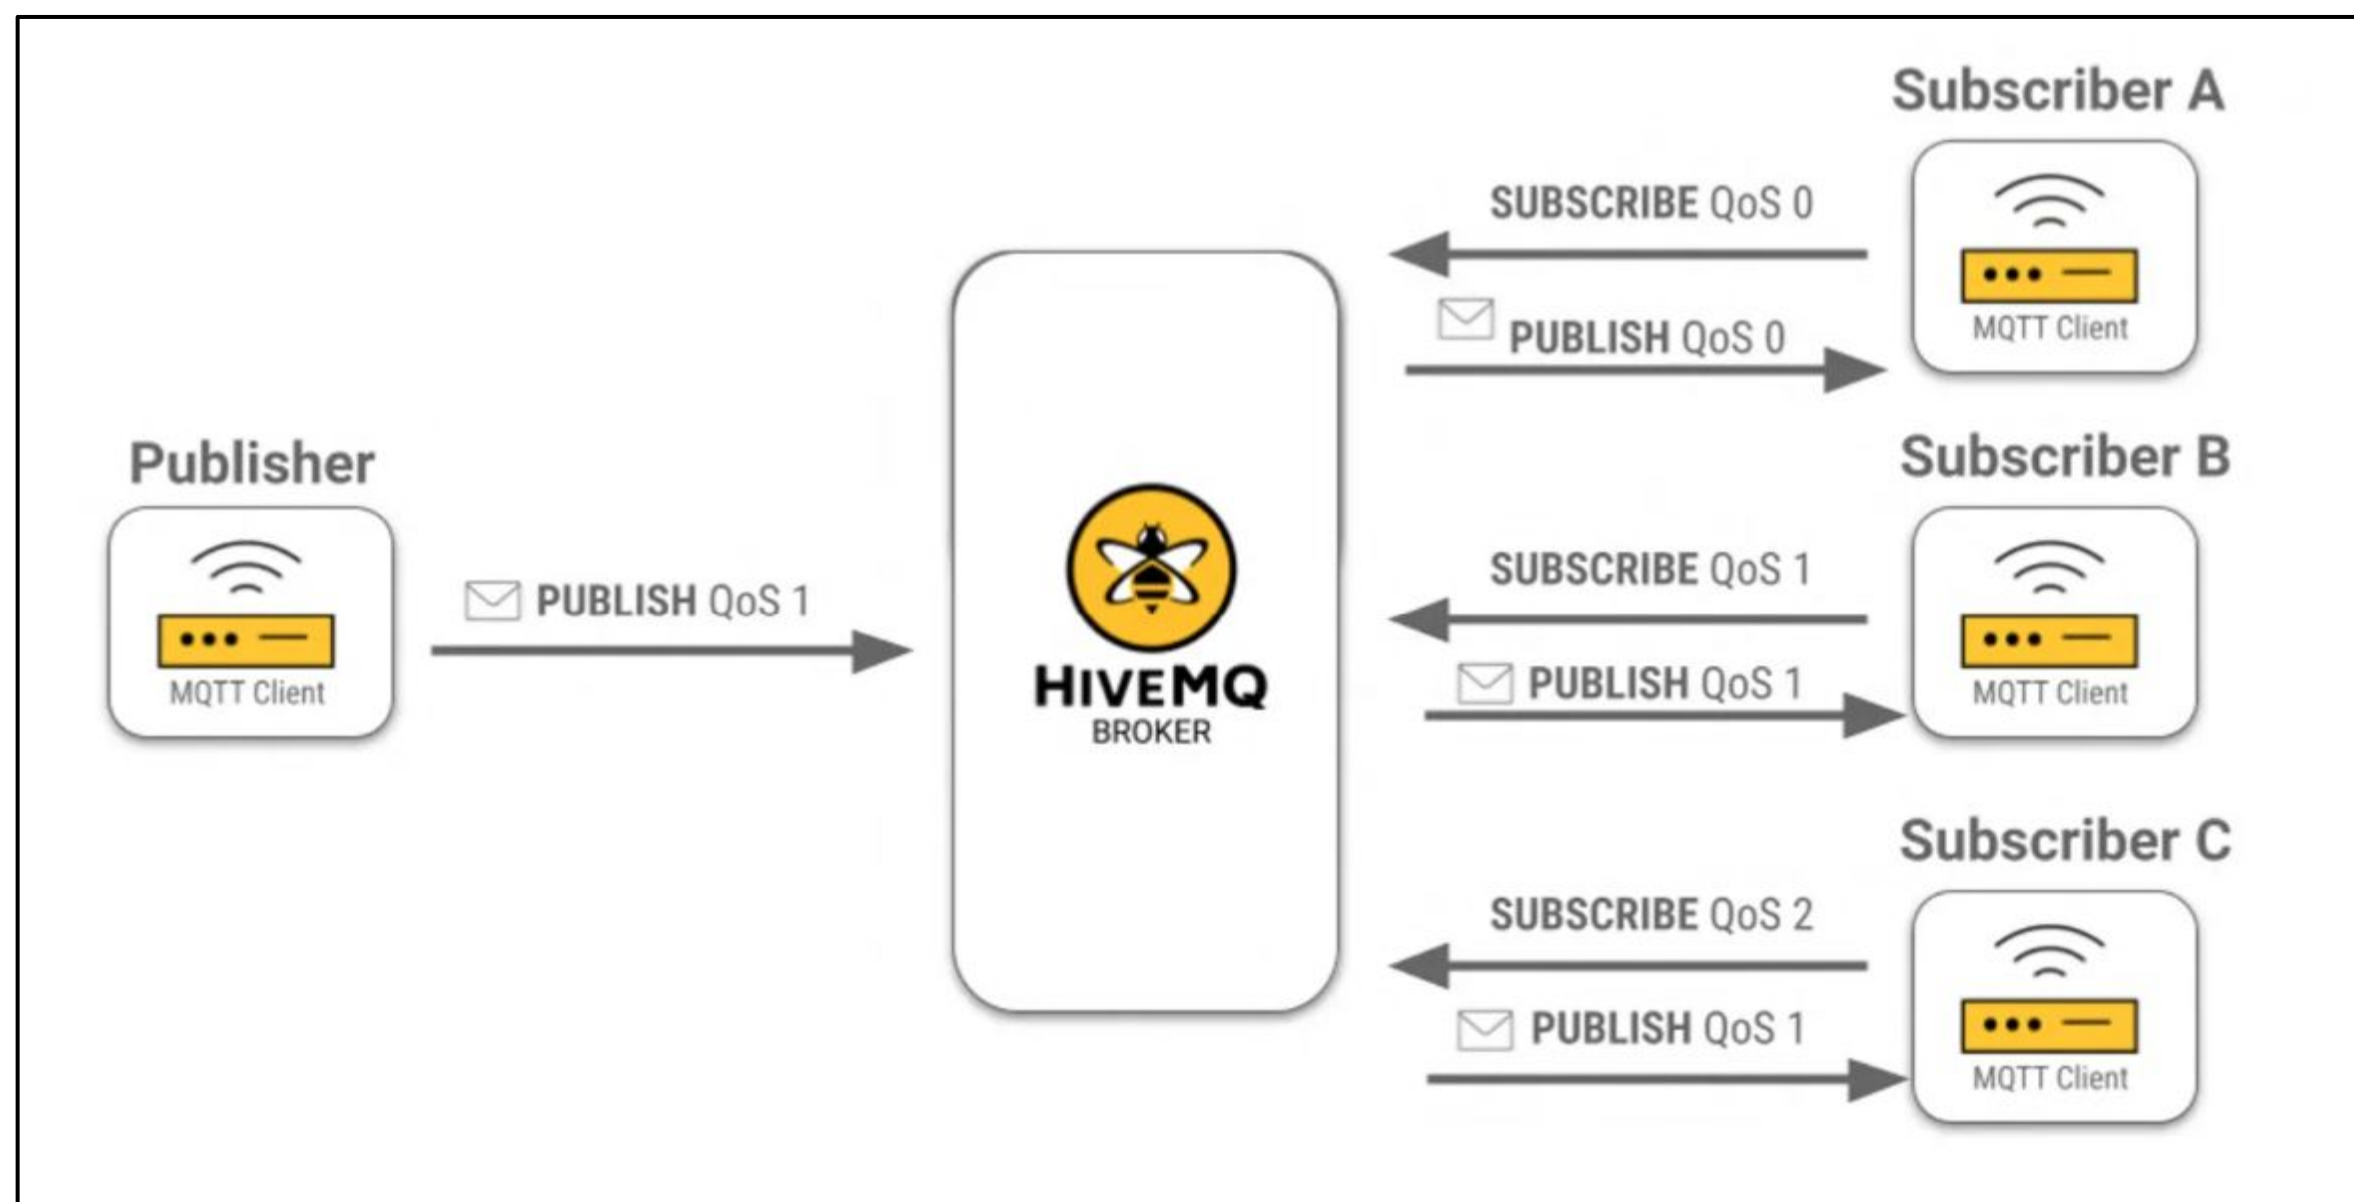 Publisher
MQTT Client
PUBLISH QoS 1
HIVEMQ
BROKER
Subscriber A
SUBSCRIBE QoS 0
PUBLISH QoS 0
MQTT Client
Subscriber B
SUBSCRIBE QoS 1
PUBLISH QoS 1
MQTT Client
Subscriber C
SUBSCRIBE QoS 2
PUBLISH QoS 1
MQTT Client